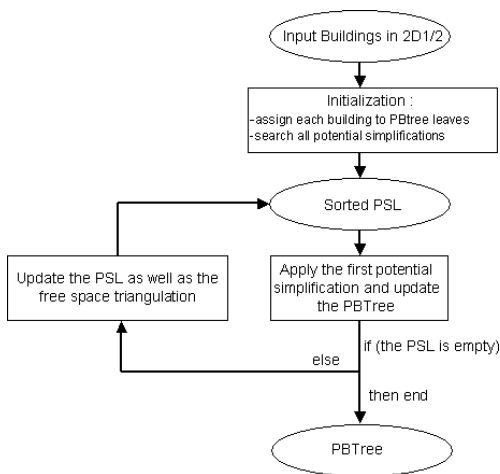 Input Buildings in 2D1/2
Initialization :
-assign each building to PBtree leaves
-search all potential simplifications
Sorted PSL
Update the PSL as well as the
free space triangulation
Apply the first potential
simplification and update
the PBTree
if (the PSL is empty)
else
then end
PBTree